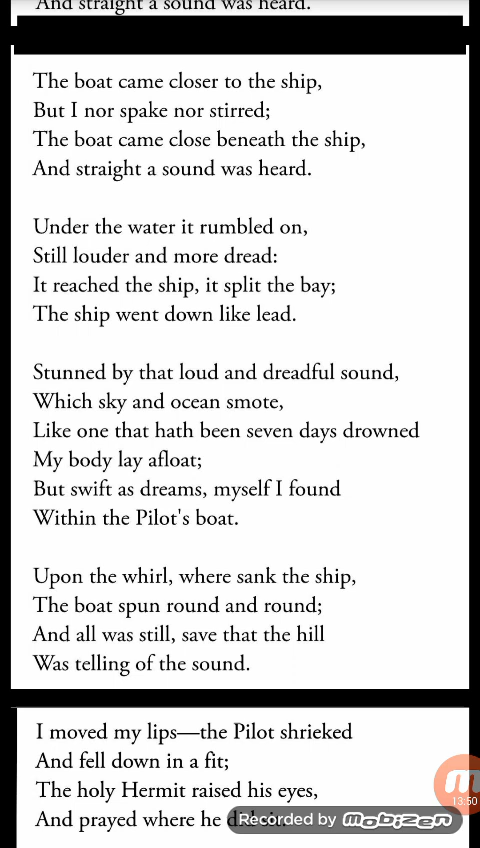 And straight a sound was heard.
The boat came closer to the ship,
But I nor spake nor stirred;
The boat came close beneath the ship,
And straight a sound was heard.
Under the water it rumbled on,
Still louder and more dread:
It reached the ship, it split the bay;
The ship went down like lead.
Stunned by that loud and dreadful sound,
Which sky and ocean smote,
Like one that hath been seven days drowned
My body lay afloat;
But swift as dreams, myself I found
Within the Pilot's boat.
Upon the whirl, where sank the ship,
The boat spun round and round;
And all was still, save that the hill
Was telling of the sound.
I moved my lips—the Pilot shrieked
And fell down in a fit;
The holy Hermit raised his eyes,
And prayed where he
13:50
Recorded by Mobizen